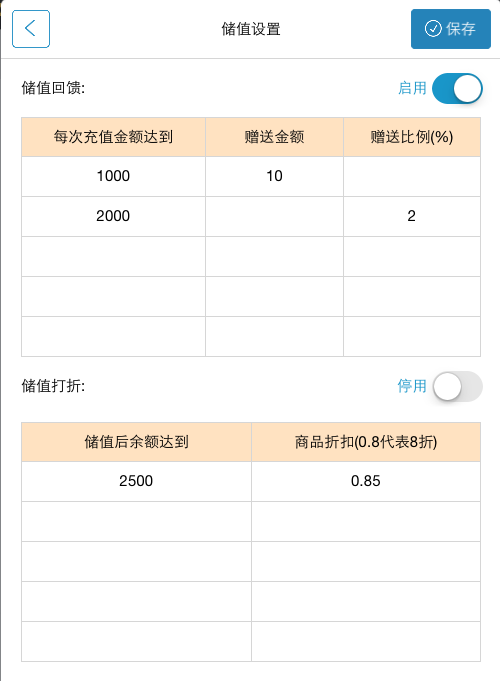 储值设置
保存
储值回馈: 启用
每次充值金额达到 赠送金额 赠送比例(%)
1000 10
2000 2
储值打折: 停用
储值后余额达到 商品折扣(0.8代表8折)
2500 0.85